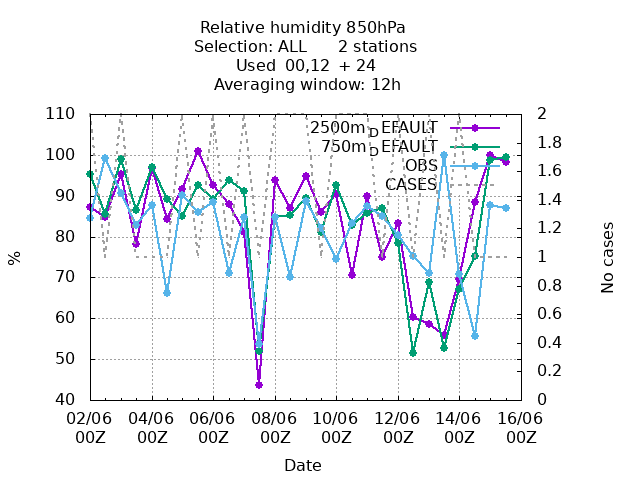 Relative humidity 850hPa
Selection: ALL 2 stations
Used 00,12 + 24
Averaging window: 12h
110
100
90
80
70
60
50
40
%
2
1.8
1.6
1.4
1.2
1
0.8
0.6
0.4
0.2
0
No cases
2500mDEFAULT
750mDEFAULT
OBS
CASES
02/06 04/06 06/06 08/06 10/06 12/06 14/06 16/06
00Z 00Z 00Z 00Z 00Z 00Z 00Z 00Z
Date